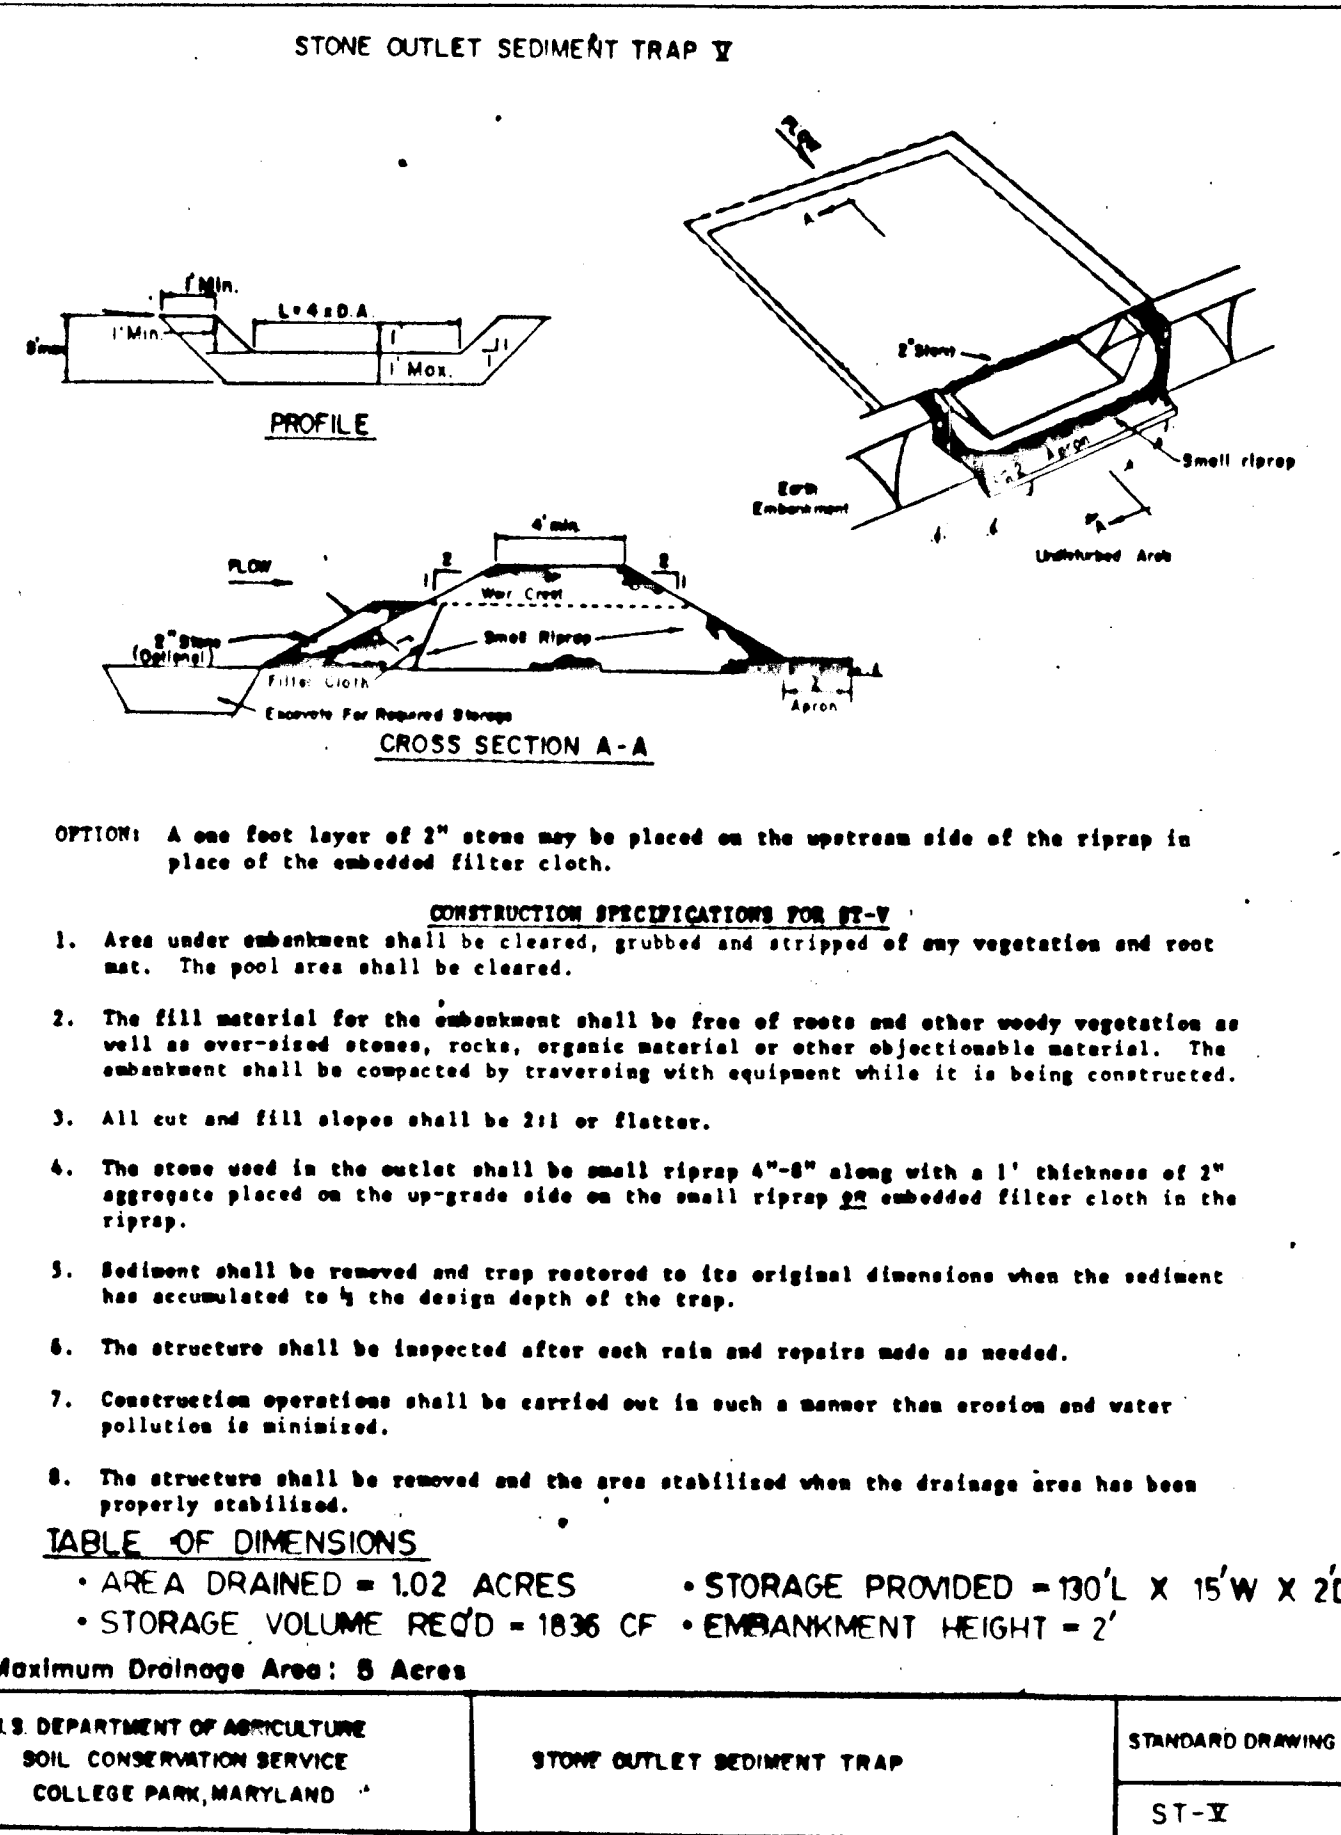 STONE OUTLET SEDIMENT TRAP V
FLOW
A
1' Min.
L=4 x D.A.
1' Min.
1'
5' max
1' Max.
1
1
PROFILE
2" Stone
Apron
Small riprap
Earth
Embankment
A
Undisturbed Area
4' min.
FLOW
2
1
2
1
Weir Crest
2" Stone
(Optional)
Small Riprap
Filter Cloth
2'
Apron
Excavate For Required Storage
CROSS SECTION A-A
OPTION: A one foot layer of 2" stone may be placed on the upstream side of the riprap in
place of the embedded filter cloth.
CONSTRUCTION SPECIFICATIONS FOR ST-V
1. Area under embankment shall be cleared, grubbed and stripped of any vegetation and root
mat. The pool area shall be cleared.
2. The fill material for the embankment shall be free of roots and other woody vegetation as
well as over-sized stones, rocks, organic material or other objectionable material. The
embankment shall be compacted by traversing with equipment while it is being constructed.
3. All cut and fill slopes shall be 2:1 or flatter.
4. The stone used in the outlet shall be small riprap 4"-8" along with a 1' thickness of 2"
aggregate placed on the up-grade side on the small riprap or embedded filter cloth in the
riprap.
5. Sediment shall be removed and trap restored to its original dimensions when the sediment
has accumulated to ½ the design depth of the trap.
6. The structure shall be inspected after each rain and repairs made as needed.
7. Construction operations shall be carried out in such a manner than erosion and water
pollution is minimized.
8. The structure shall be removed and the area stabilized when the drainage area has been
properly stabilized.
TABLE OF DIMENSIONS
• AREA DRAINED = 1.02 ACRES • STORAGE PROVIDED = 130'L X 15'W X 2'D
• STORAGE VOLUME REQ'D = 1836 CF • EMBANKMENT HEIGHT = 2'
Maximum Drainage Area: 5 Acres
U.S. DEPARTMENT OF AGRICULTURE
SOIL CONSERVATION SERVICE
COLLEGE PARK, MARYLAND
STONE OUTLET SEDIMENT TRAP
STANDARD DRAWING
ST-V